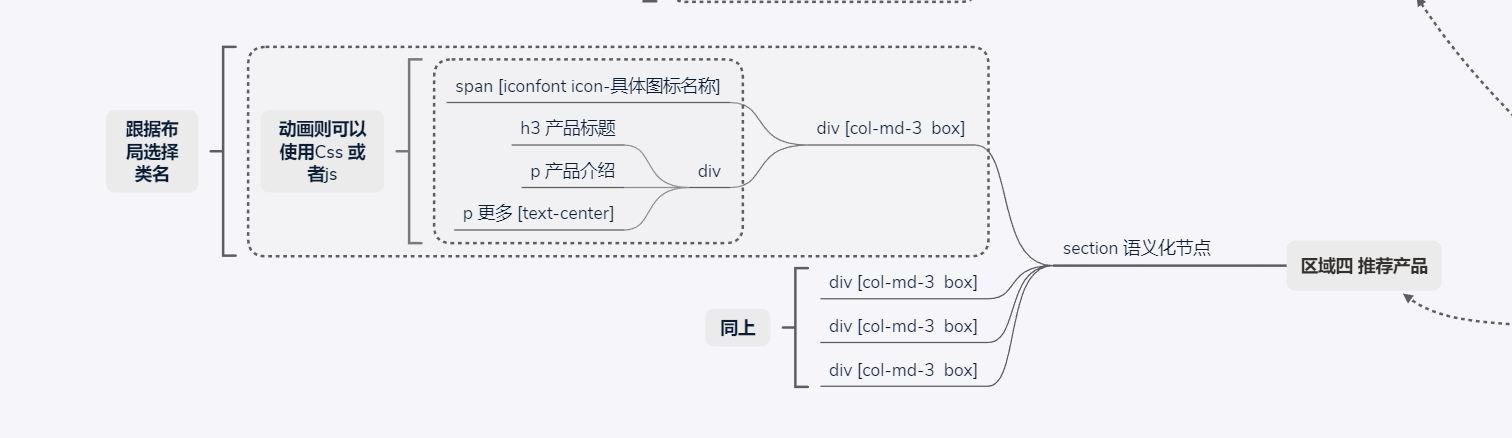 跟据布
局选择
类名
动画则可以
使用Css 或
者js
span [iconfont icon-具体图标名称]
h3 产品标题
p 产品介绍
p 更多 [text-center]
div
div [col-md-3  box]
section 语义化节点
区域四 推荐产品
同上
div [col-md-3  box]
div [col-md-3  box]
div [col-md-3  box]